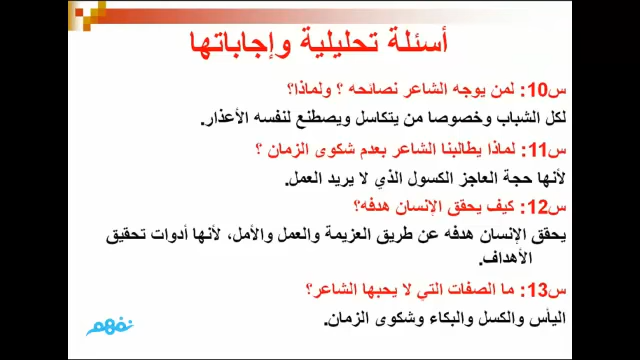 أسئلة تحليلية وإجاباتها
س10: لمن يوجه الشاعر نصائحه ؟ ولماذا؟
لكل الشباب وخصوصا من يتكاسل ويصطنع لنفسه الأعذار.
س11: لماذا يطالبنا الشاعر بعدم شكوى الزمان ؟
لأنها حجة العاجز الكسول الذي لا يريد العمل.
س12: كيف يحقق الإنسان هدفه؟
يحقق الإنسان هدفه عن طريق العزيمة والعمل والأمل، لأنها أدوات تحقيق
الأهداف.
س13: ما الصفات التي لا يحبها الشاعر؟
اليأس والكسل والبكاء وشكوى الزمان.
نفهم